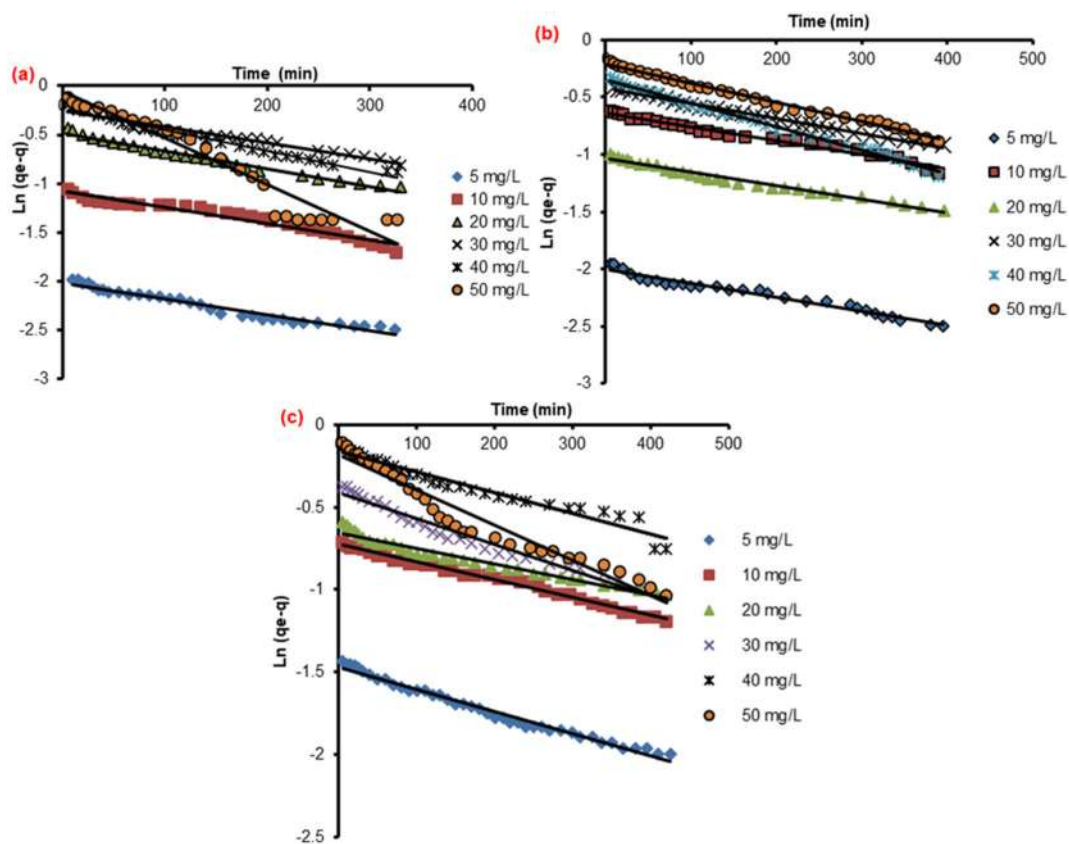 (a)
Time (min)
0 100 200 300 400
0
-0.5
-1
-1.5
-2
-2.5
-3
Ln (qe-q)
5 mg/L
10 mg/L
20 mg/L
30 mg/L
40 mg/L
50 mg/L
(b)
Time (min)
0 100 200 300 400 500
-0.5
-1
-1.5
-2
-2.5
-3
Ln (qe-q)
5 mg/L
10 mg/L
20 mg/L
30 mg/L
40 mg/L
50 mg/L
(c)
Time (min)
0 100 200 300 400 500
0
-0.5
-1
-1.5
-2
-2.5
Ln (qe-q)
5 mg/L
10 mg/L
20 mg/L
30 mg/L
40 mg/L
50 mg/L